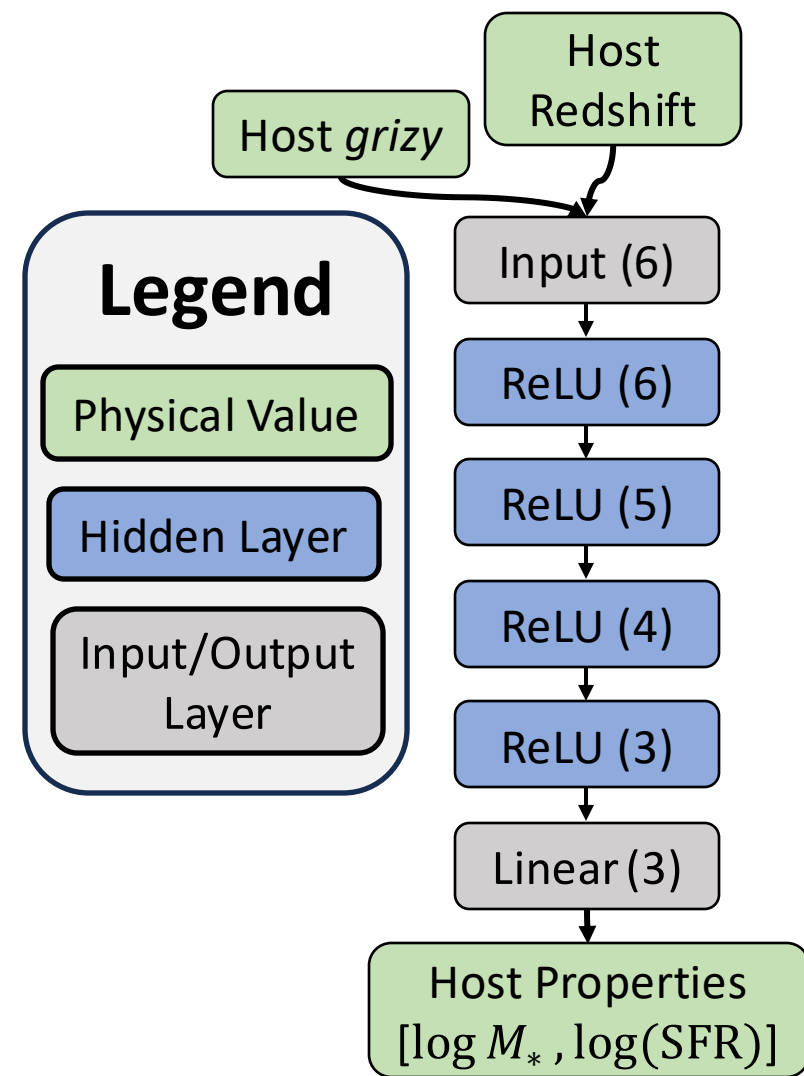 Host
Redshift
Host grizy
Input (6)
Legend
Physical Value
Hidden Layer
Input/Output
Layer
ReLU (6)
ReLU (5)
ReLU (4)
ReLU (3)
Linear (3)
Host Properties
[log M* , log(SFR)]